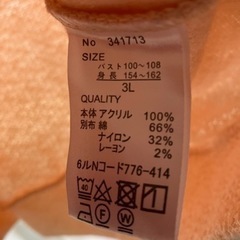 No 341713
SIZE
バスト100〜108
身長 154〜162
3L
QUALITY
本体 アクリル 100%
別布 綿 66%
ナイロン 32%
レーヨン 2%
6ルNコード776-414
40